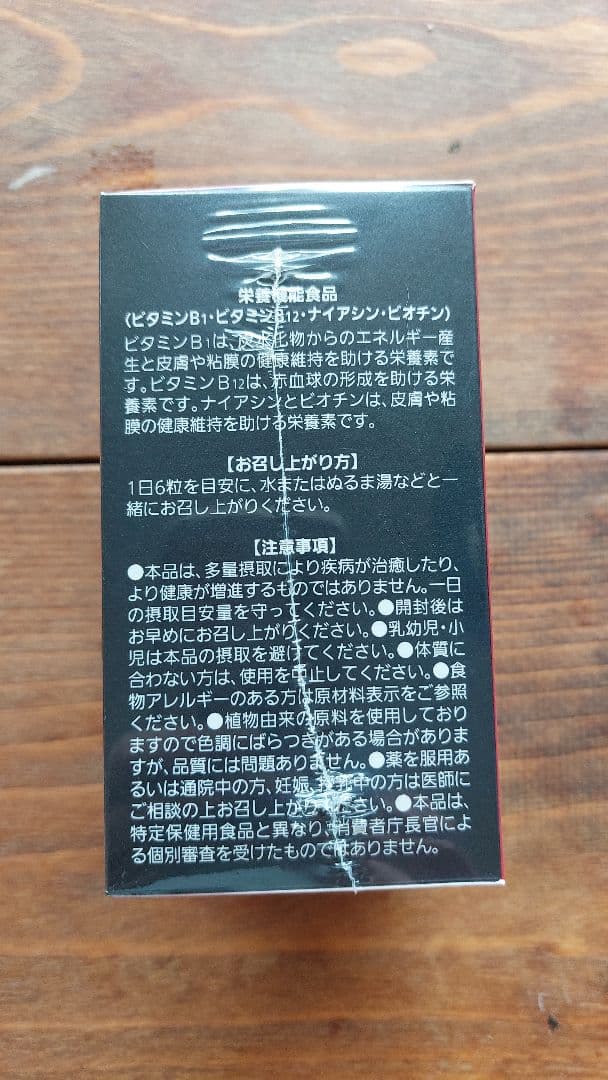 栄養機能食品
(ビタミンB1・ビタミンB12・ナイアシン・ビオチン)
ビタミンB1は、炭水化物からのエネルギー産
生と皮膚や粘膜の健康維持を助ける栄養素で
す。ビタミンB12は、赤血球の形成を助ける栄
養素です。ナイアシンとビオチンは、皮膚や粘
膜の健康維持を助ける栄養素です。
【お召し上がり方】
1日6粒を目安に、水またはぬるま湯などと一
緒にお召し上がりください。
【注意事項】
●本品は、多量摂取により疾病が治癒したり、
より健康が増進するものではありません。一日
の摂取目安量を守ってください。●開封後は
お早めにお召し上がりください。●乳幼児・小
児は本品の摂取を避けてください。●体質に
合わない方は、使用を中止してください。●食
物アレルギーのある方は原材料表示をご参照
ください。●植物由来の原料を使用しており
ますので色調にばらつきがある場合がありま
すが、品質には問題ありません。●薬を服用あ
るいは通院中の方、妊娠、授乳中の方は医師に
ご相談の上お召し上がりください。●本品は、
特定保健用食品と異なり、消費者庁長官によ
る個別審査を受けたものではありません。